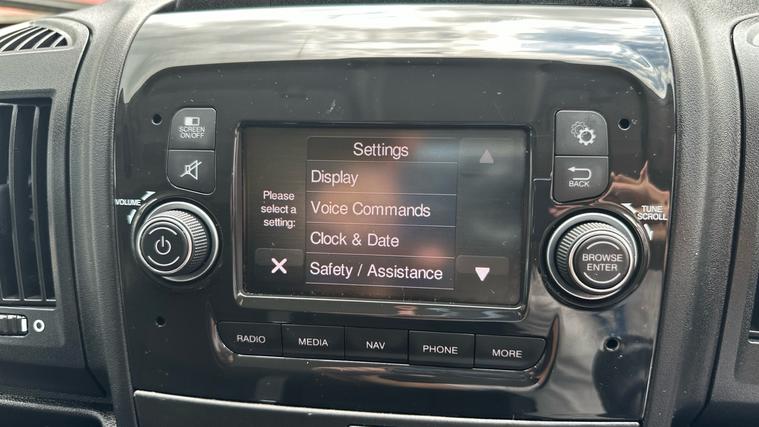 SCREEN
ON/OFF
VOLUME
Settings
Display
Voice Commands
Clock & Date
Safety / Assistance
Please
select a
setting:
BACK
TUNE
SCROLL
BROWSE
ENTER
RADIO
MEDIA
NAV
PHONE
MORE